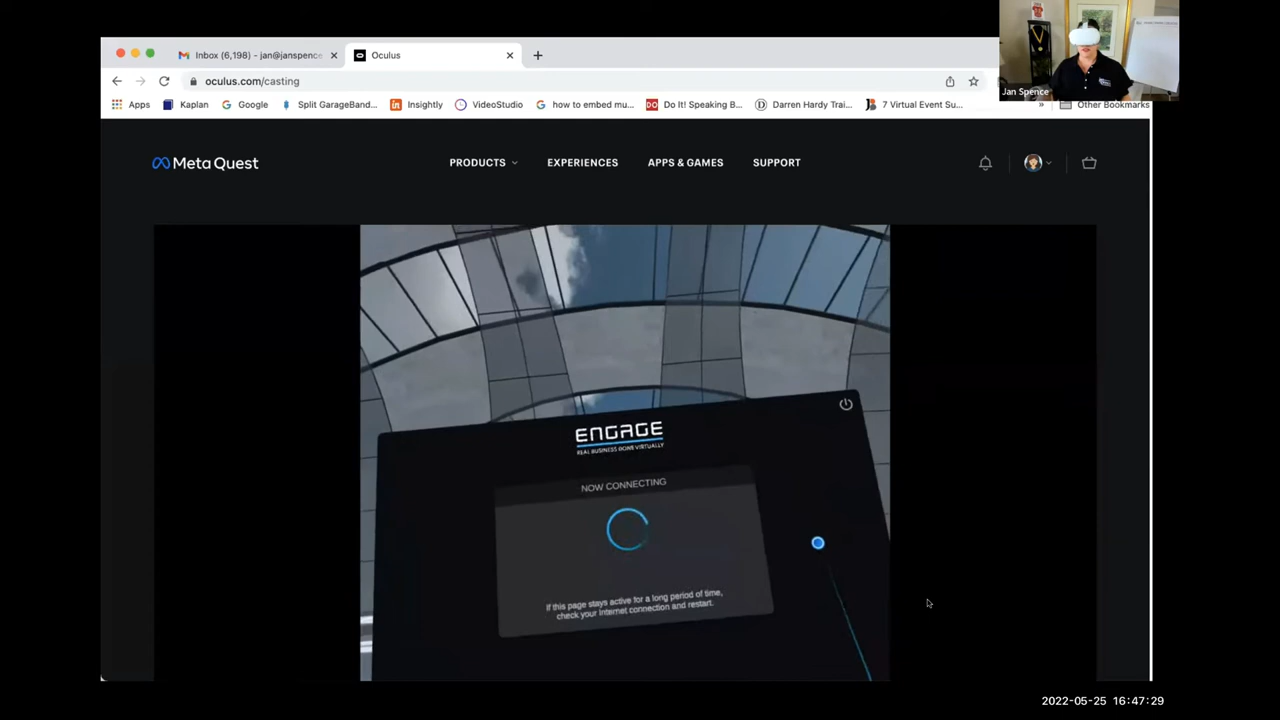 Inbox (6,198) - jan@janspence
Oculus
oculus.com/casting
Jan Spence
Apps
Kaplan
Google
Split GarageBand...
Insightly
VideoStudio
how to embed mu...
DO Do It! Speaking B...
Darren Hardy Trai...
7 Virtual Event Su...
»
Other Bookmarks
Meta Quest
PRODUCTS
EXPERIENCES
APPS & GAMES
SUPPORT
ENGAGE
REAL BUSINESS DONE VIRTUALLY
NOW CONNECTING
If this page stays active for a long period of time,
check your Internet connection and restart.
2022-05-25 16:47:29